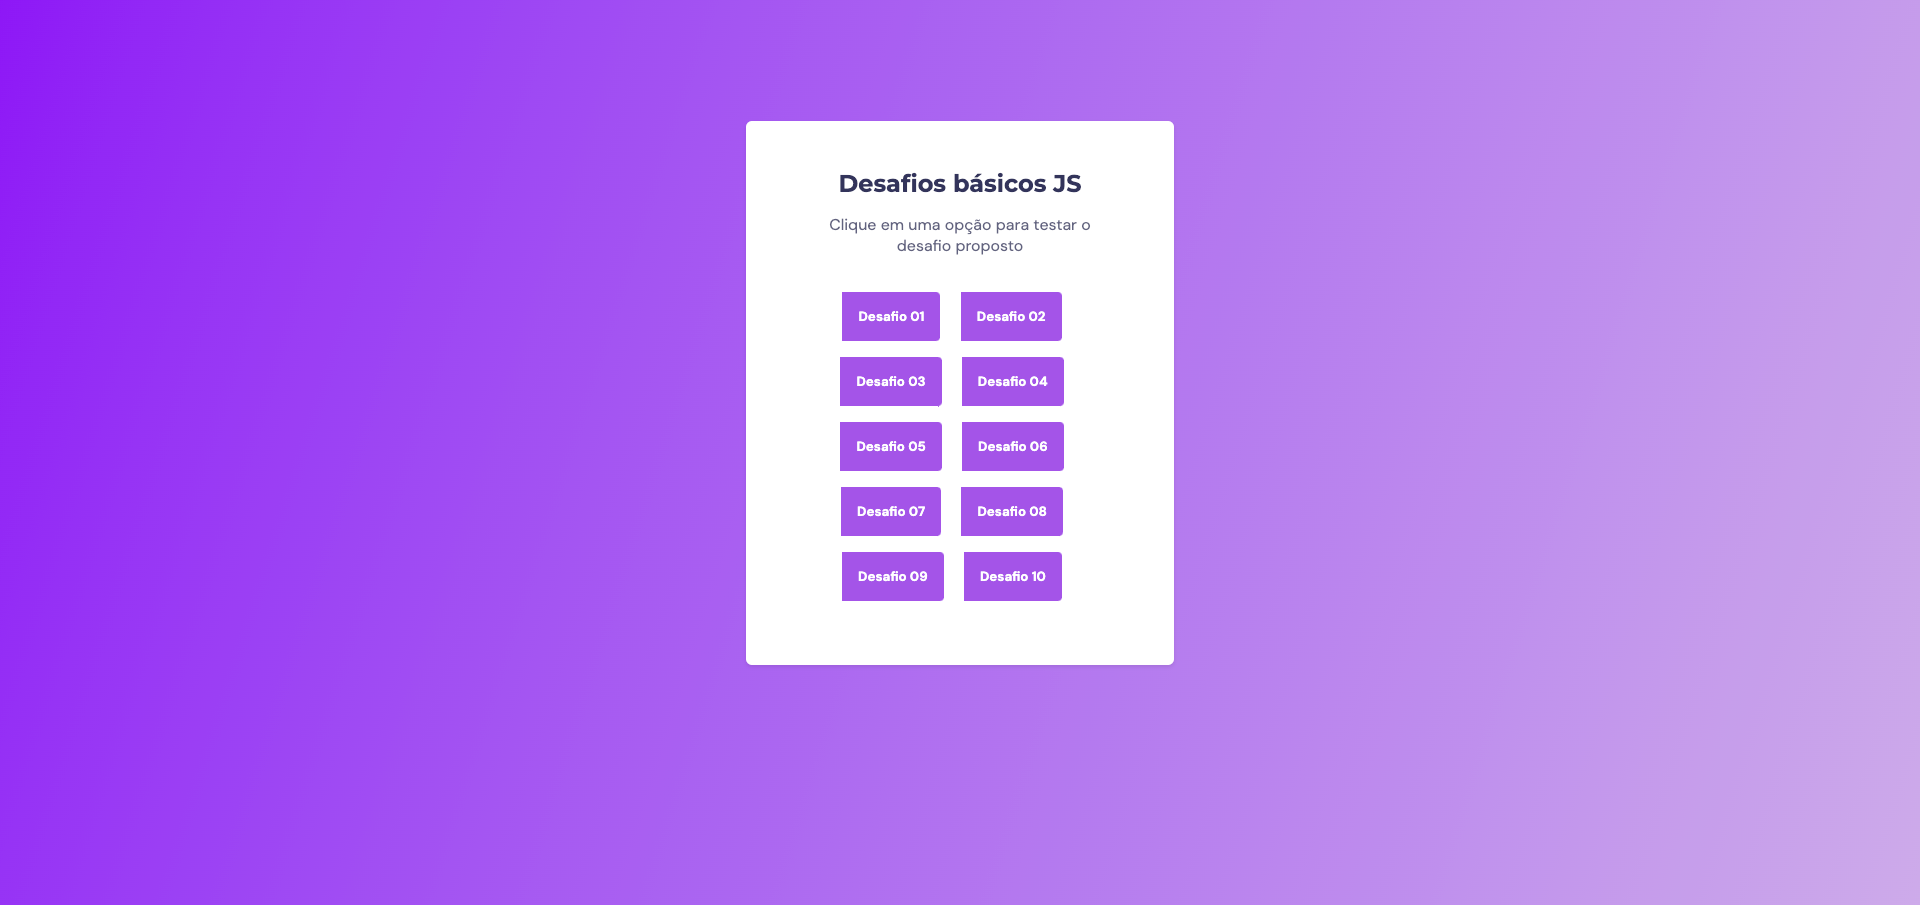 Desafios básicos JS
Clique em uma opção para testar o
desafio proposto
Desafio 01
Desafio 02
Desafio 03
Desafio 04
Desafio 05
Desafio 06
Desafio 07
Desafio 08
Desafio 09
Desafio 10